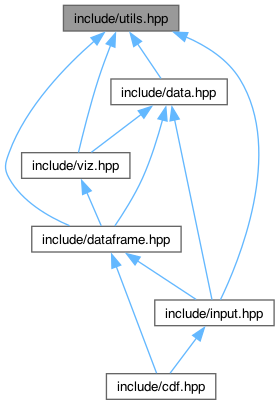 include/utils.hpp
include/data.hpp
include/viz.hpp
include/dataframe.hpp
include/input.hpp
include/cdf.hpp